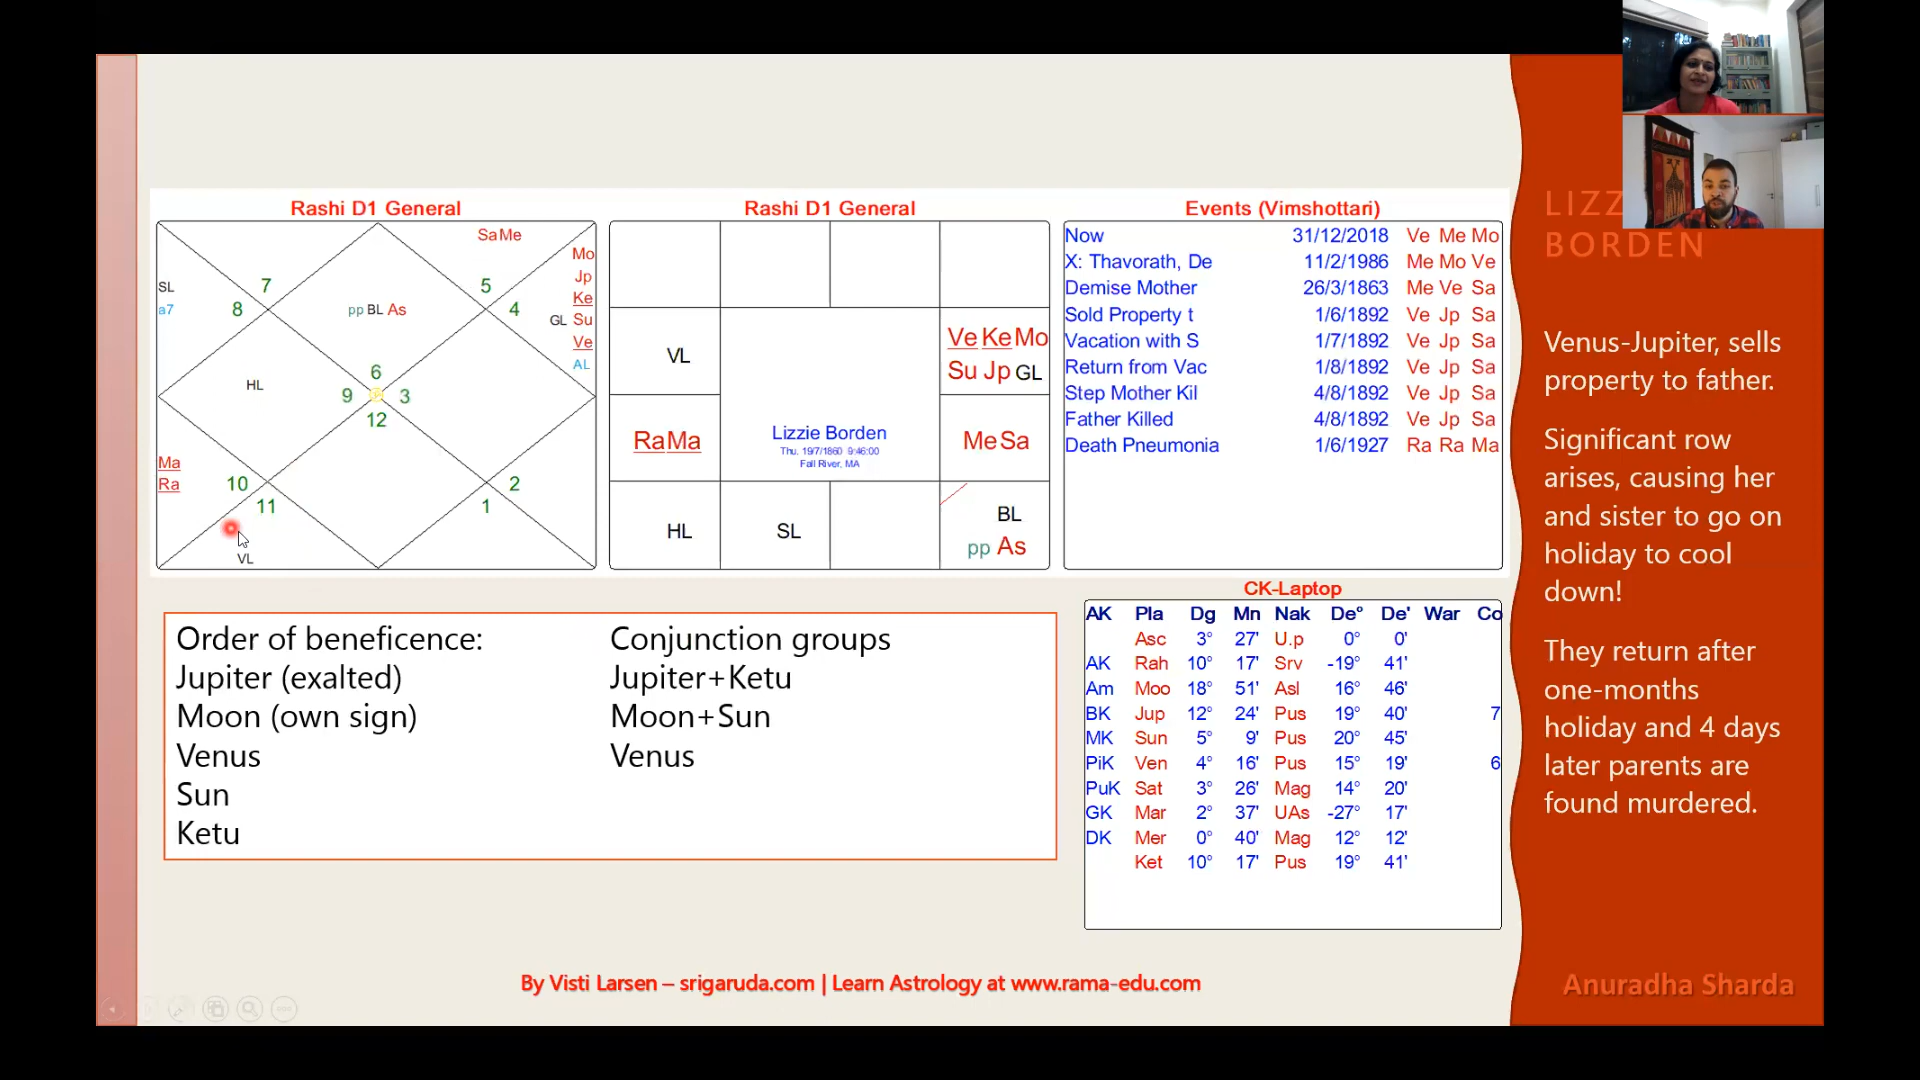 Rashi D1 General
SaMe
Mo
Jp
Ke
GL Su
Ve
AL
SL
a7
7
8
pp BL As
5
4
HL
6
9
3
12
Ma
Ra
10
11
2
1
VL
Rashi D1 General
VL
Ve Ke Mo
Su Jp GL
RaMa
Lizzie Borden
Thu. 19/7/1860 9:46:00
Fall River, MA
MeSa
HL
SL
BL
pp As
Events (Vimshottari)
Now 31/12/2018 Ve Me Mo
X: Thavorath, De 11/2/1986 Me Mo Ve
Demise Mother 26/3/1863 Me Ve Sa
Sold Property t 1/6/1892 Ve Jp Sa
Vacation with S 1/7/1892 Ve Jp Sa
Return from Vac 1/8/1892 Ve Jp Sa
Step Mother Kil 4/8/1892 Ve Jp Sa
Father Killed 4/8/1892 Ve Jp Sa
Death Pneumonia 1/6/1927 Ra Ra Ma
Order of beneficence:
Jupiter (exalted)
Moon (own sign)
Venus
Sun
Ketu
Conjunction groups
Jupiter+Ketu
Moon+Sun
Venus
CK-Laptop
AK Pla Dg Mn Nak De° De' War Co
Asc 3° 27' U.p 0° 0'
AK Rah 10° 17' Srv -19° 41'
Am Moo 18° 51' Asl 16° 46'
BK Jup 12° 24' Pus 19° 40' 7
MK Sun 5° 9' Pus 20° 45'
PiK Ven 4° 16' Pus 15° 19' 6
PuK Sat 3° 26' Mag 14° 20'
GK Mar 2° 37' UAs -27° 17'
DK Mer 0° 40' Mag 12° 12'
Ket 10° 17' Pus 19° 41'
LIZZ
BORDEN
Venus-Jupiter, sells
property to father.
Significant row
arises, causing her
and sister to go on
holiday to cool
down!
They return after
one-months
holiday and 4 days
later parents are
found murdered.
By Visti Larsen – srigaruda.com | Learn Astrology at www.rama-edu.com
Anuradha Sharda